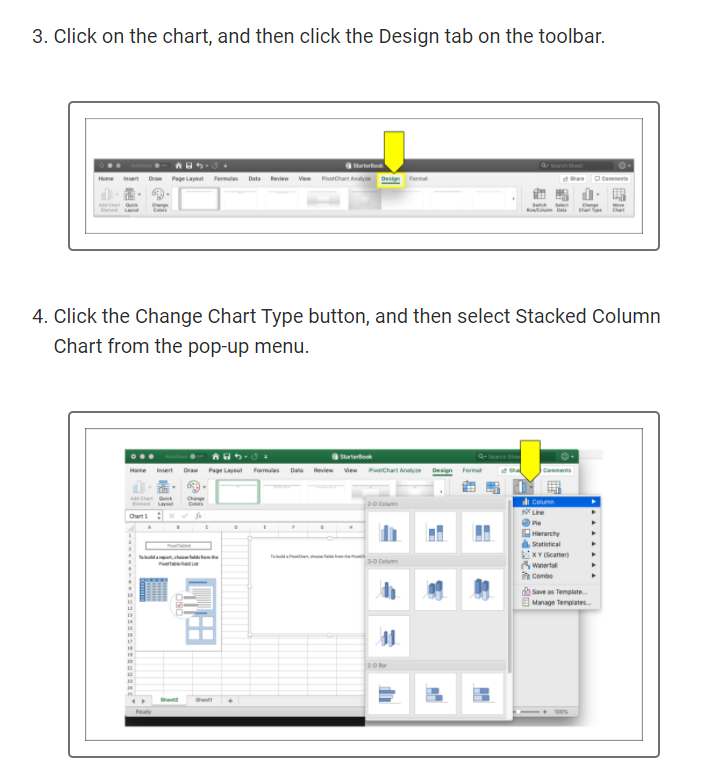 3. Click on the chart, and then click the Design tab on the toolbar.
StarterBook
Search Sheet
Home Insert Draw Page Layout Formulas Data Review View PivotChart Analyze Design Format Share Comments
Add Chart Element Quick Layout Change Colors Switch Row/Column Select Data Change Chart Type Move Chart
4. Click the Change Chart Type button, and then select Stacked Column
Chart from the pop-up menu.
StarterBook
Home Insert Draw Page Layout Formulas Data Review View PivotChart Analyze Design Format Comments
Add Chart Element Quick Layout Change Colors
2-D Column
Column
Chart 1
Line
Pie
Hierarchy
Statistical
PivotTable1
To build a report, choose fields from the
PivotTable Field List
To build a PivotChart, choose fields from the
3-D Column
X Y (Scatter)
Waterfall
Combo
Save as Template...
Manage Templates...
2-D Bar
Sheet2 Sheet1 +
Ready
100%